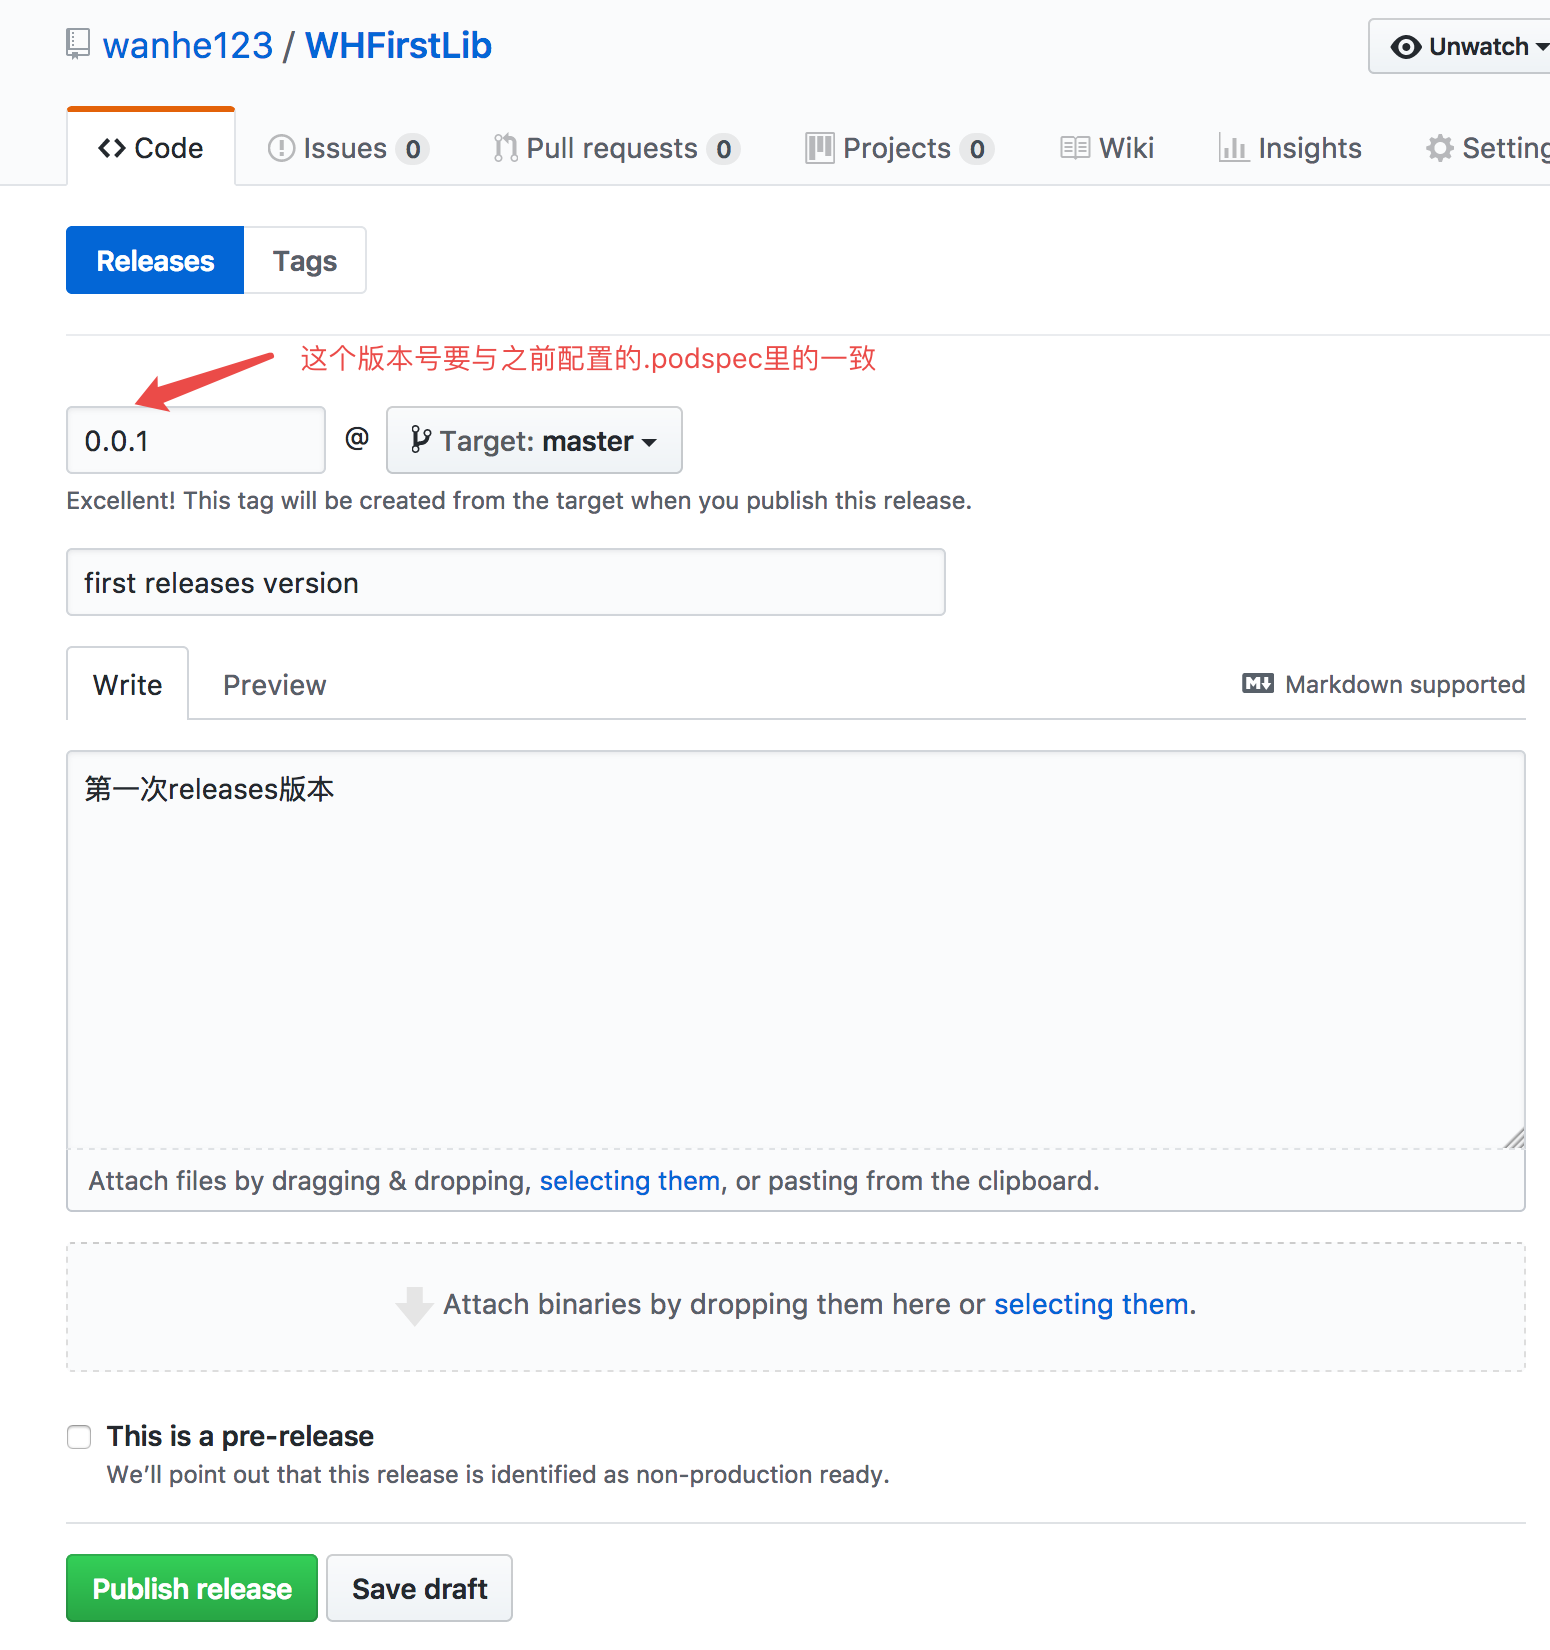 wanhe123 / WHFirstLib
Unwatch
Code
Issues 0
Pull requests 0
Projects 0
Wiki
Insights
Setting
Releases
Tags
这个版本号要与之前配置的.podspec里的一致
0.0.1 @ Target: master
Excellent! This tag will be created from the target when you publish this release.
first releases version
Write
Preview
Markdown supported
第一次releases版本
Attach files by dragging & dropping, selecting them, or pasting from the clipboard.
Attach binaries by dropping them here or selecting them.
This is a pre-release
We’ll point out that this release is identified as non-production ready.
Publish release
Save draft